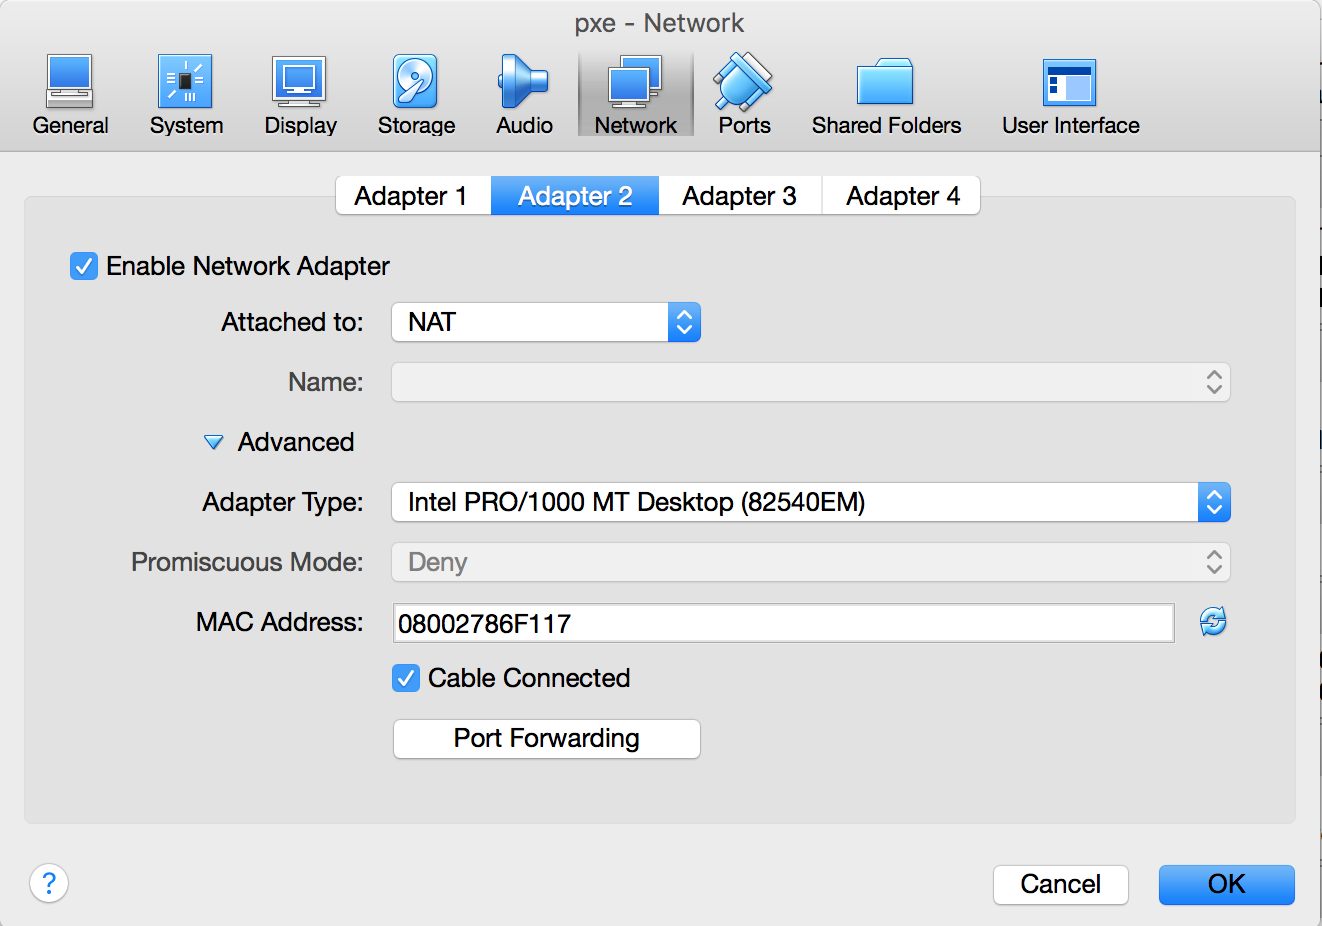 pxe - Network
General System Display Storage Audio Network Ports Shared Folders User Interface
Adapter 1 Adapter 2 Adapter 3 Adapter 4
Enable Network Adapter
Attached to: NAT
Name:
Advanced
Adapter Type: Intel PRO/1000 MT Desktop (82540EM)
Promiscuous Mode: Deny
MAC Address: 08002786F117
Cable Connected
Port Forwarding
? Cancel OK